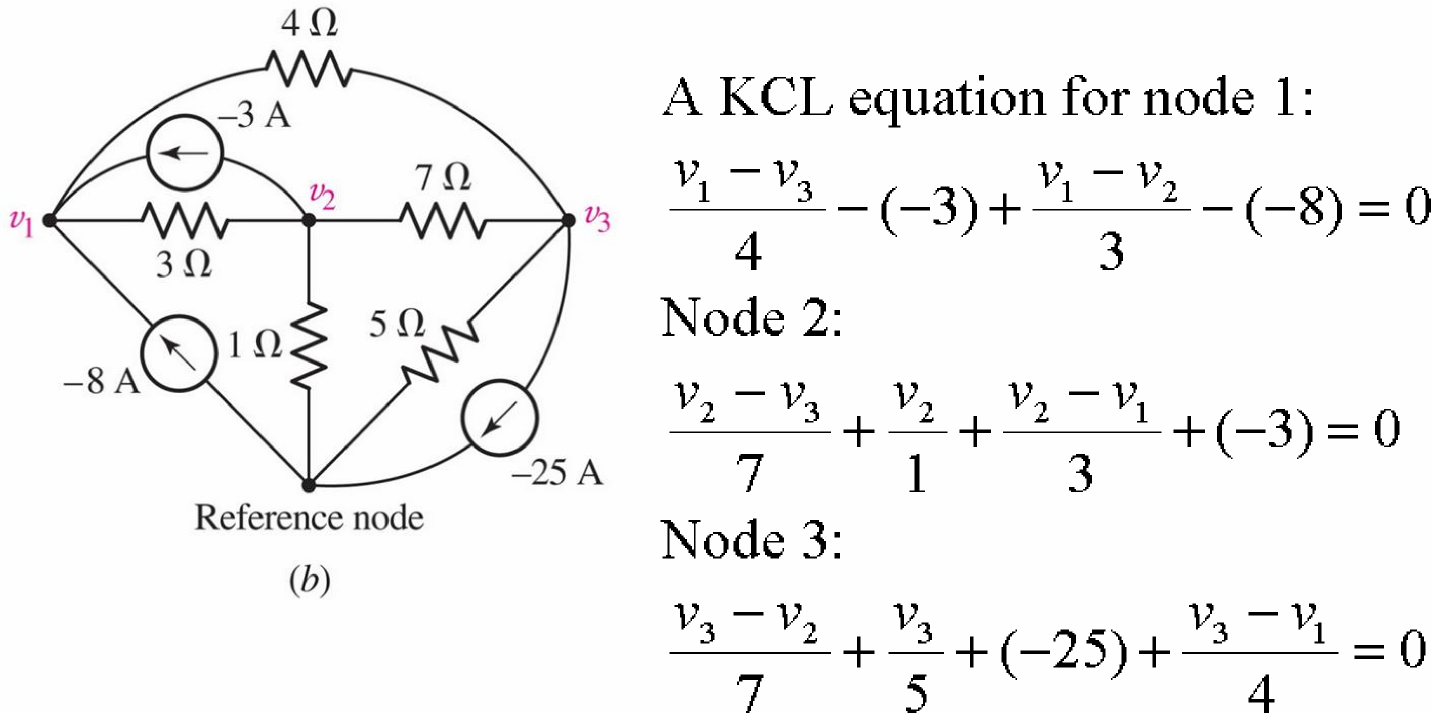 4 Ω
−3 A
7 Ω
v₂
v₁
v₃
3 Ω
1 Ω
5 Ω
−8 A
−25 A
Reference node
(b)
A KCL equation for node 1:
(v₁ − v₃)/4 − (−3) + (v₁ − v₂)/3 − (−8) = 0
Node 2:
(v₂ − v₃)/7 + v₂/1 + (v₂ − v₁)/3 + (−3) = 0
Node 3:
(v₃ − v₂)/7 + v₃/5 + (−25) + (v₃ − v₁)/4 = 0